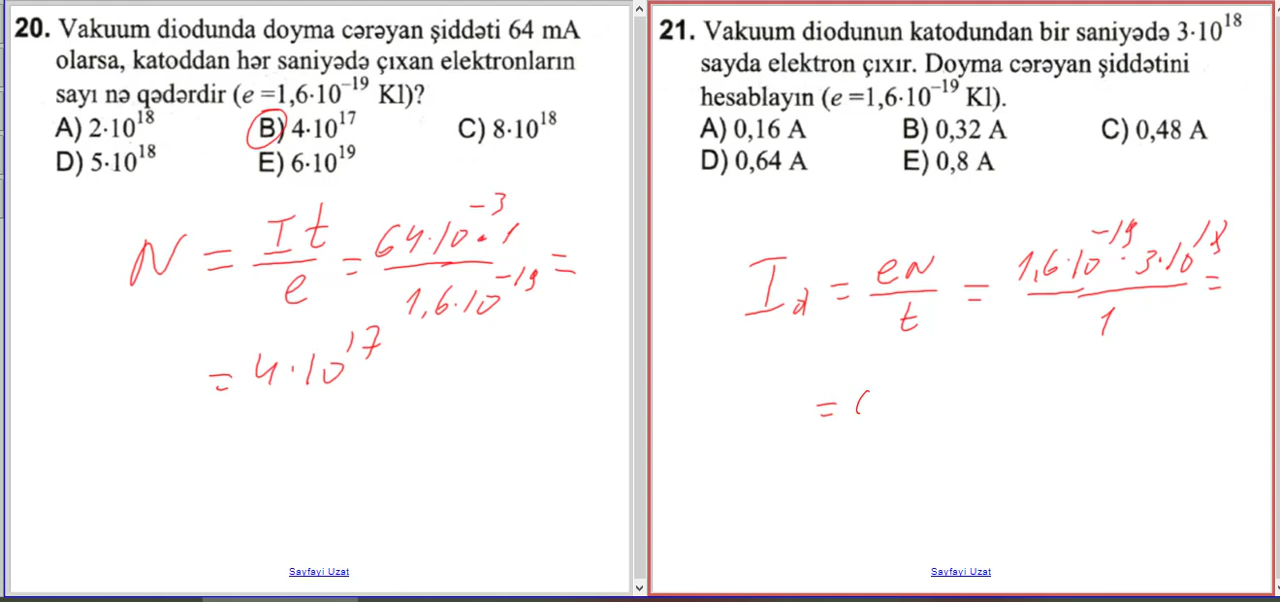 20. Vakuum diodunda doyma cərəyan şiddəti 64 mA
olarsa, katoddan hər saniyədə çıxan elektronların
sayı nə qədərdir (e =1,6·10⁻¹⁹ Kl)?
A) 2·10¹⁸ B) 4·10¹⁷ C) 8·10¹⁸
D) 5·10¹⁸ E) 6·10¹⁹
N = It/e = 64·10⁻³·1/1,6·10⁻¹⁹ =
= 4·10¹⁷
Sayfayi Uzat
21. Vakuum diodunun katodundan bir saniyədə 3·10¹⁸
sayda elektron çıxır. Doyma cərəyan şiddətini
hesablayın (e =1,6·10⁻¹⁹ Kl).
A) 0,16 A B) 0,32 A C) 0,48 A
D) 0,64 A E) 0,8 A
I_d = eN/t = 1,6·10⁻¹⁹·3·10¹⁸/1 =
= (
Sayfayi Uzat